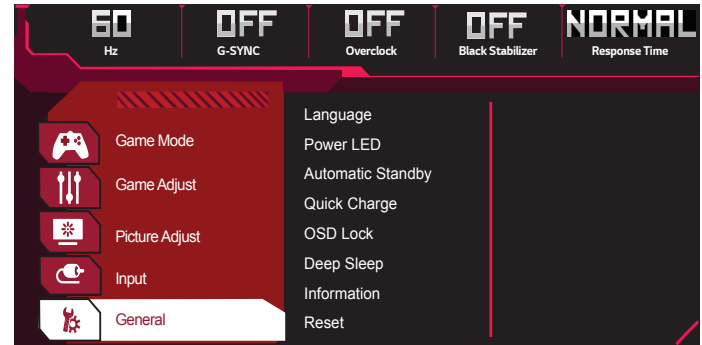 60 OFF OFF OFF NORMAL
Hz G-SYNC Overclock Black Stabilizer Response Time
Game Mode
Game Adjust
Picture Adjust
Input
General
Language
Power LED
Automatic Standby
Quick Charge
OSD Lock
Deep Sleep
Information
Reset